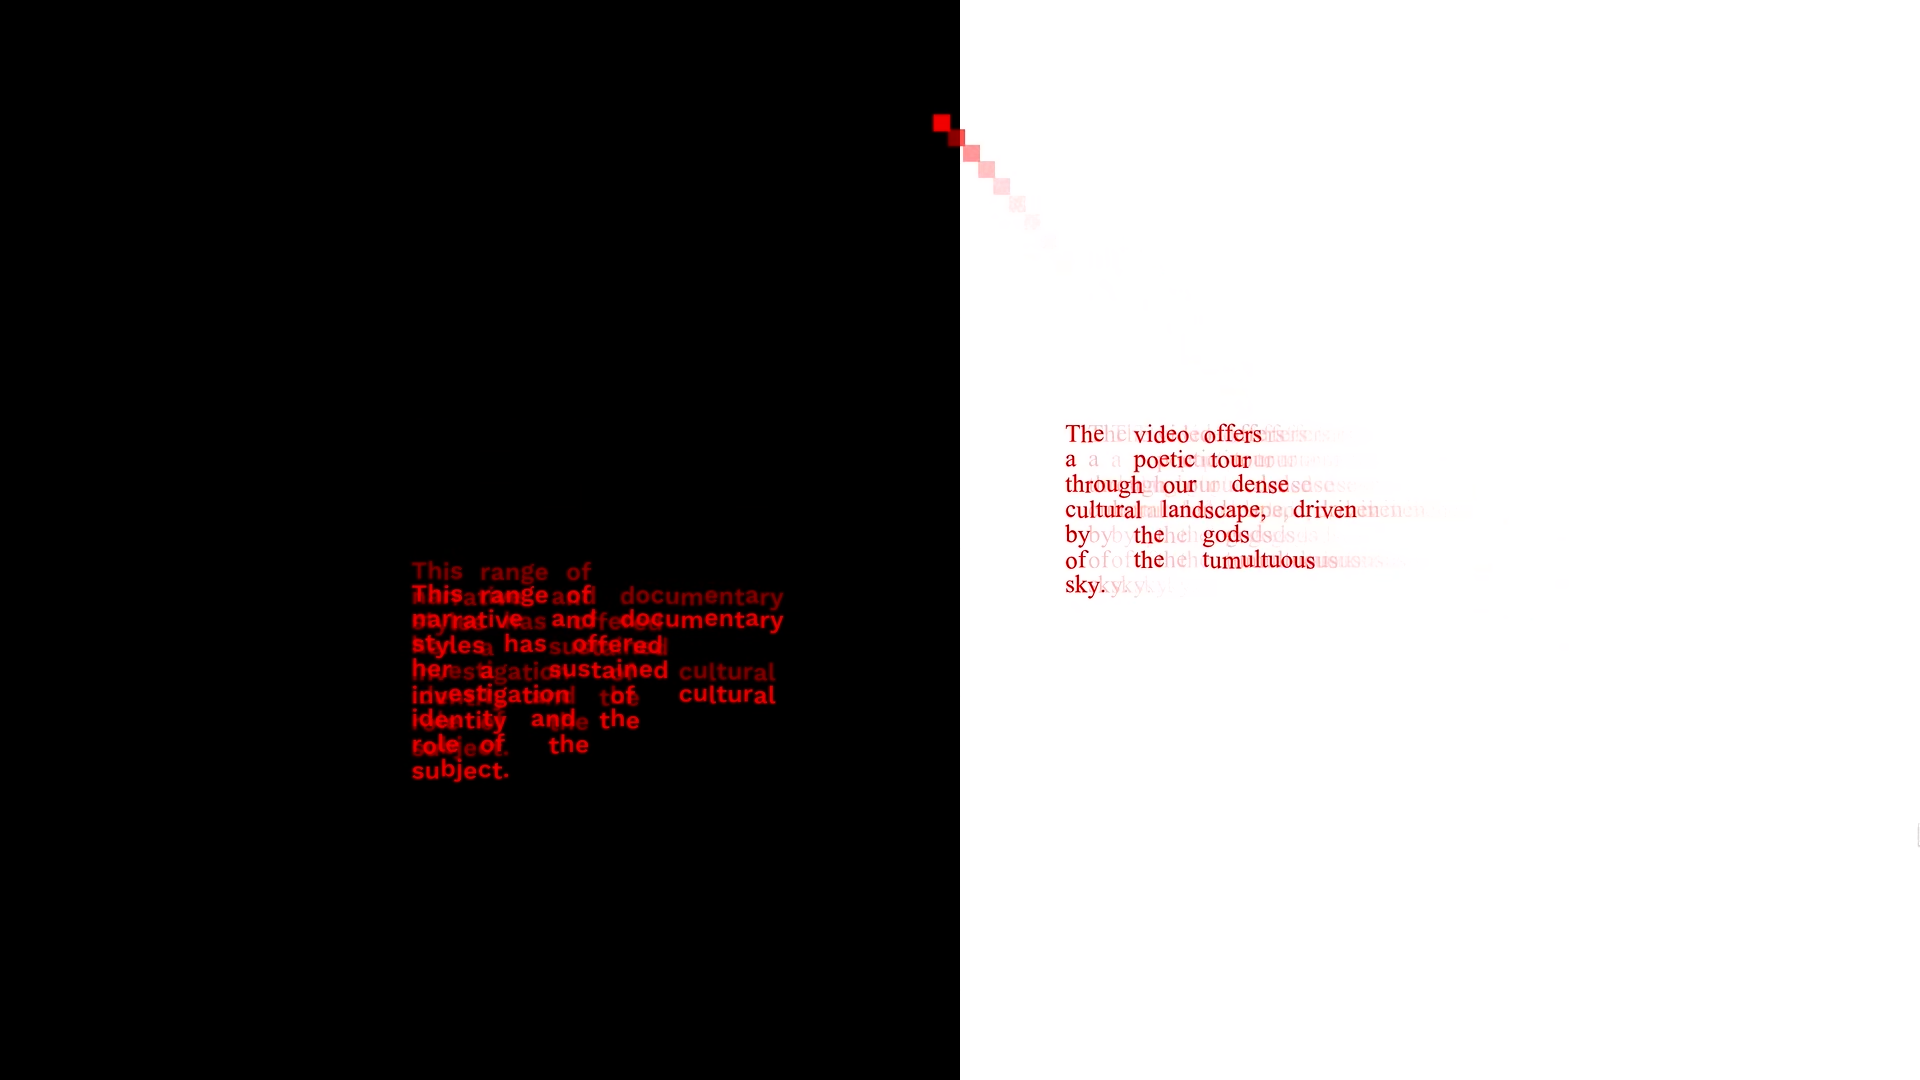 This range of
narrative and documentary
styles has offered
her a sustained
investigation of cultural
identity and the
role of the
subject.
The video offers
a poetic tour
through our dense
cultural landscape, driven
by the gods
of the tumultuous
sky.